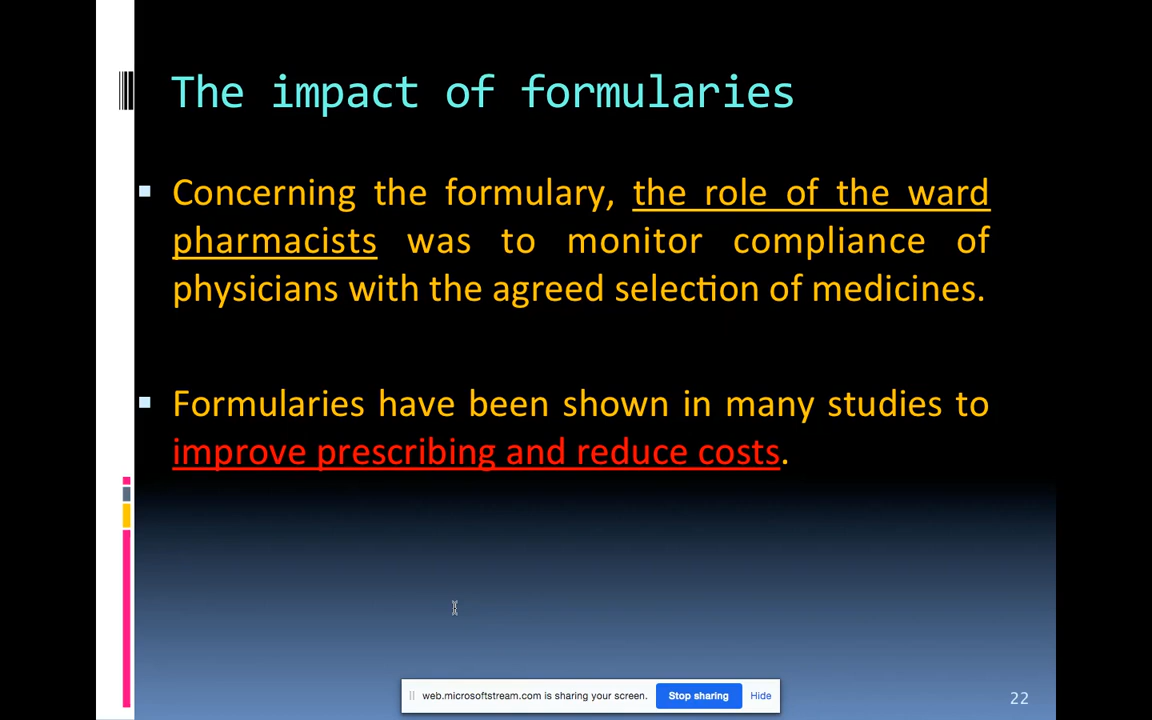 The impact of formularies
Concerning the formulary, the role of the ward
pharmacists was to monitor compliance of
physicians with the agreed selection of medicines.
Formularies have been shown in many studies to
improve prescribing and reduce costs.
web.microsoftstream.com is sharing your screen. Stop sharing Hide
22